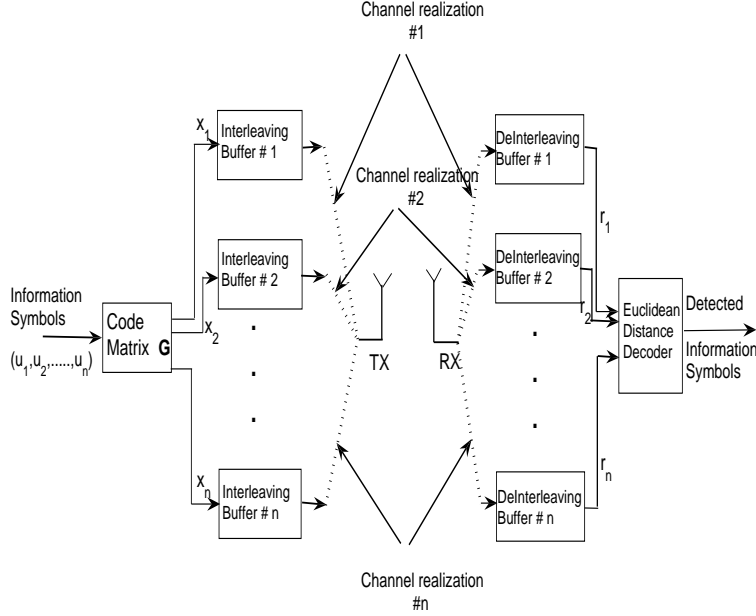 Channel realization
#1
x1
Interleaving
Buffer # 1
DeInterleaving
Buffer # 1
Channel realization
#2
r1
Interleaving
Buffer # 2
DeInterleaving
Buffer # 2
Information
Symbols
(u1,u2,.....,un)
Code
Matrix G
x2
TX
RX
r2
Euclidean
Distance
Decoder
Detected
Information
Symbols
xn
Interleaving
Buffer # n
DeInterleaving
Buffer # n
rn
Channel realization
#n